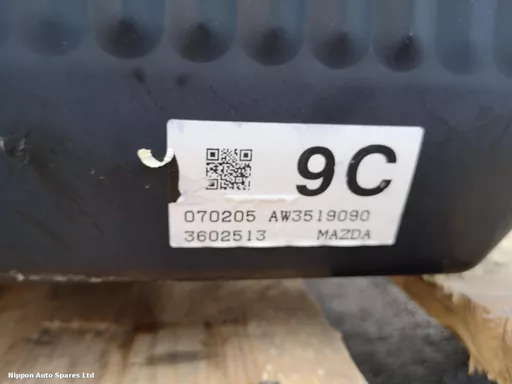 9C
070205 AW3519090
3602513 MAZDA
Nippon Auto Spares Ltd